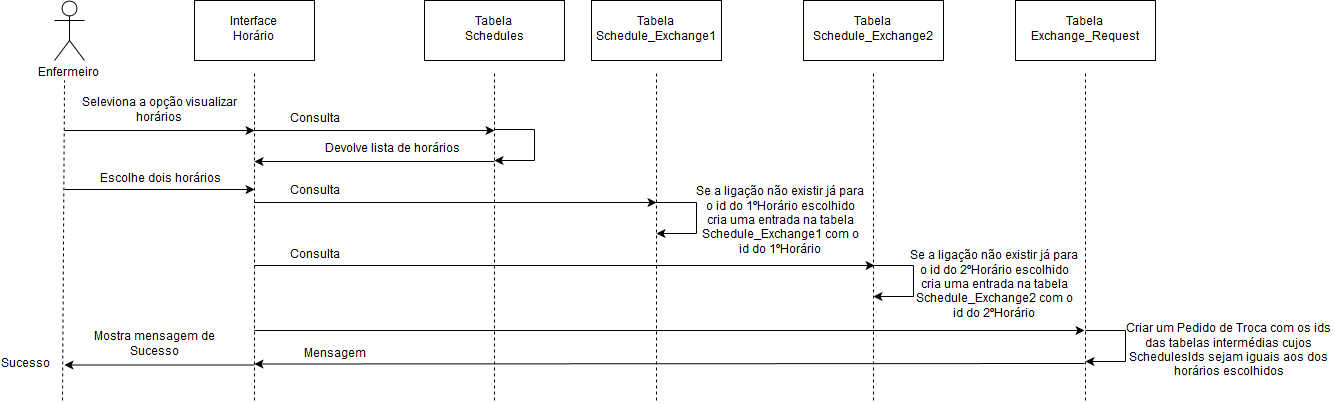 Enfermeiro
Interface
Horário
Tabela
Schedules
Tabela
Schedule_Exchange1
Tabela
Schedule_Exchange2
Tabela
Exchange_Request
Seleciona a opção visualizar
horários
Consulta
Devolve lista de horários
Escolhe dois horários
Consulta
Se a ligação não existir já para
o id do 1ºHorário escolhido
cria uma entrada na tabela
Schedule_Exchange1 com o
id do 1ºHorário
Consulta
Se a ligação não existir já para
o id do 2ºHorário escolhido
cria uma entrada na tabela
Schedule_Exchange2 com o
id do 2ºHorário
Criar um Pedido de Troca com os ids
das tabelas intermédias cujos
SchedulesIds sejam iguais aos dos
horários escolhidos
Mensagem
Mostra mensagem de
Sucesso
Sucesso